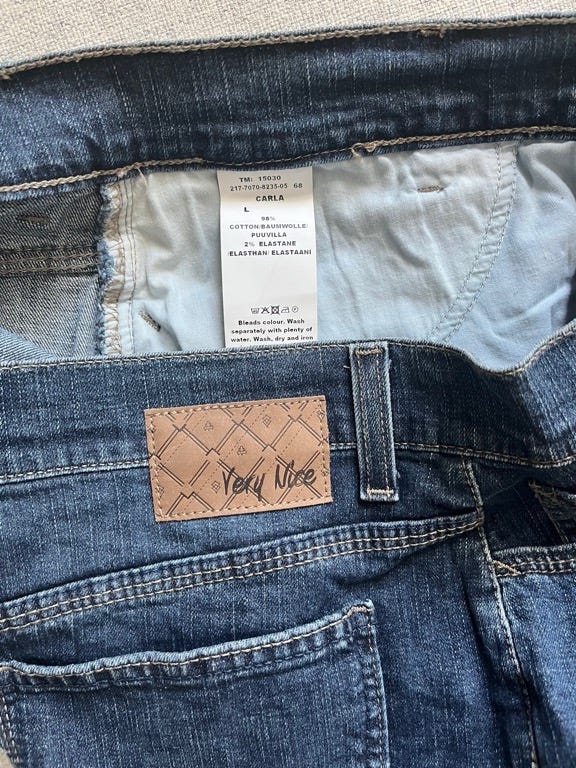 TM: 15030
217-7070-8235-05 68
CARLA
L
98%
COTTON/BAUMWOLLE/
PUUVILLA
2% ELASTANE
/ELASTHAN/ ELASTAANI
Bleads colour. Wash
separately with plenty of
water. Wash, dry and iron
Very Nice